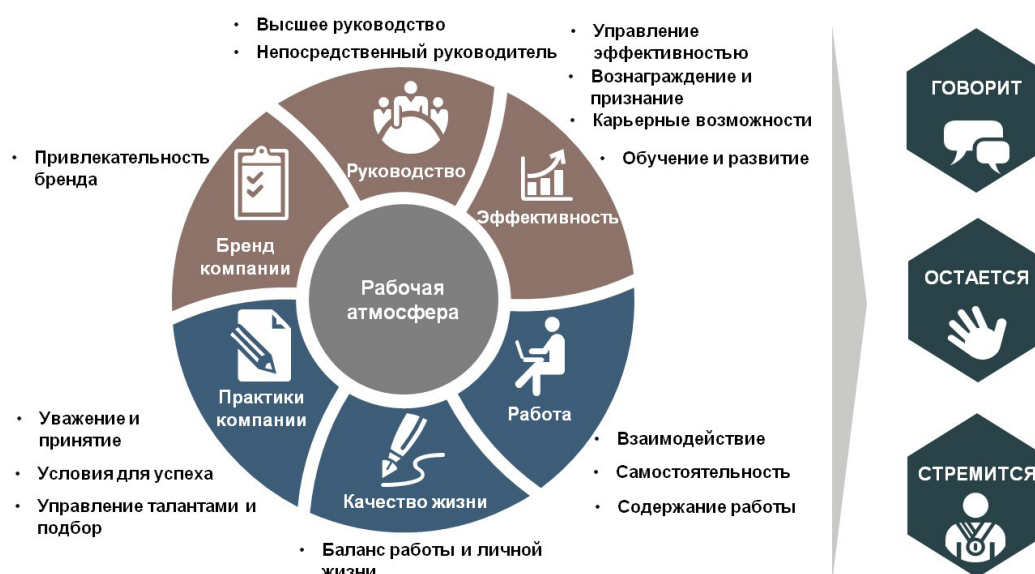 Высшее руководство
Непосредственный руководитель
Управление
эффективностью
Вознаграждение и
признание
Карьерные возможности
Обучение и развитие
Привлекательность
бренда
Руководство
Эффективность
Бренд
компании
Рабочая
атмосфера
Практики
компании
Работа
Качество жизни
Уважение и
принятие
Условия для успеха
Управление талантами и
подбор
Взаимодействие
Самостоятельность
Содержание работы
Баланс работы и личной
жизни
ГОВОРИТ
ОСТАЕТСЯ
СТРЕМИТСЯ